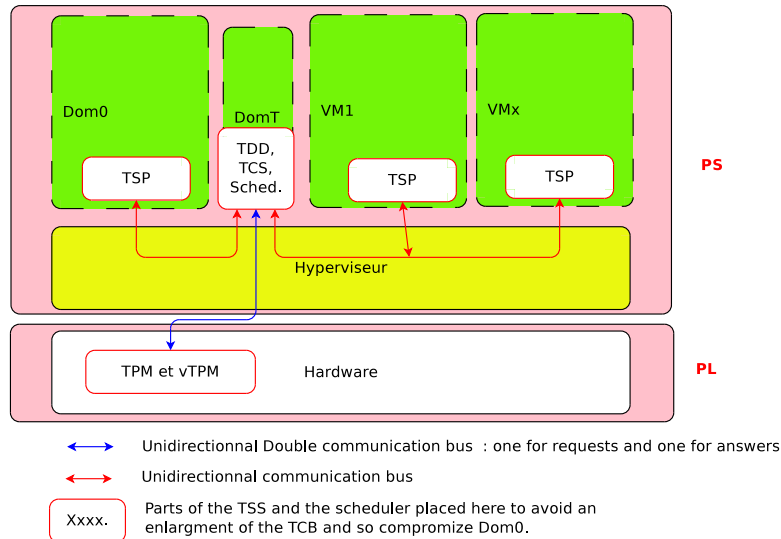 Dom0
DomT
VM1
VMx
TDD,
TCS,
Sched.
TSP
TSP
TSP
PS
Hyperviseur
TPM et vTPM
Hardware
PL
Unidirectionnal Double communication bus : one for requests and one for answers
Unidirectionnal communication bus
Xxxx.
Parts of the TSS and the scheduler placed here to avoid an
enlargment of the TCB and so compromize Dom0.